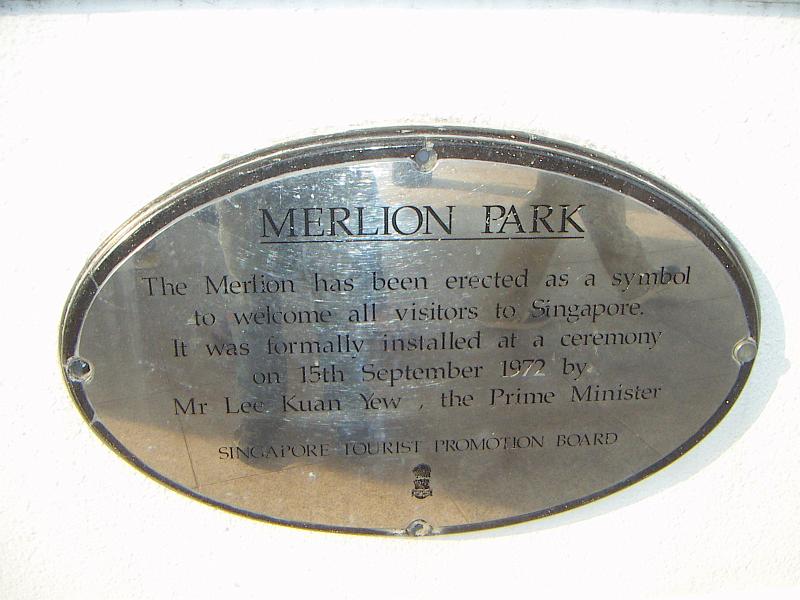 MERLION PARK
The Merlion has been erected as a symbol
to welcome all visitors to Singapore.
It was formally installed at a ceremony
on 15th September 1972 by
Mr Lee Kuan Yew , the Prime Minister
SINGAPORE TOURIST PROMOTION BOARD